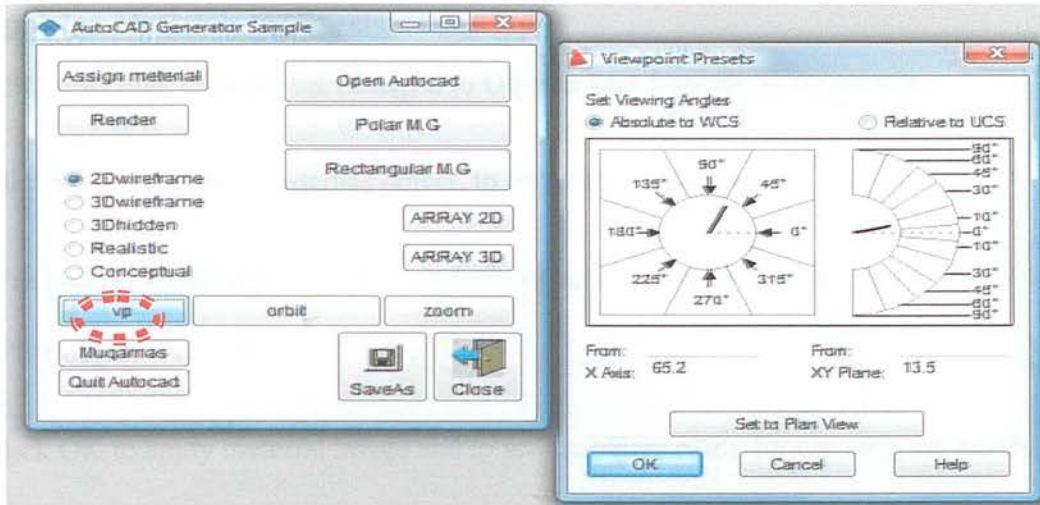 AutoCAD Generator Sample
Assign material
Render
Open Autocad
Polar M.G
Rectangular M.G
2Dwireframe
3Dwireframe
3Dhidden
Realistic
Conceptual
ARRAY 2D
ARRAY 3D
vp
orbit
zoom
Muqarnas
Quit Autocad
SaveAs
Close
Viewpoint Presets
Set Viewing Angles
Absolute to WCS
Relative to UCS
90°
135°
45°
180°
0°
225°
315°
270°
90°
60°
45°
30°
10°
0°
10°
30°
45°
60°
90°
From:
X Axis: 65.2
From:
XY Plane: 13.5
Set to Plan View
OK
Cancel
Help